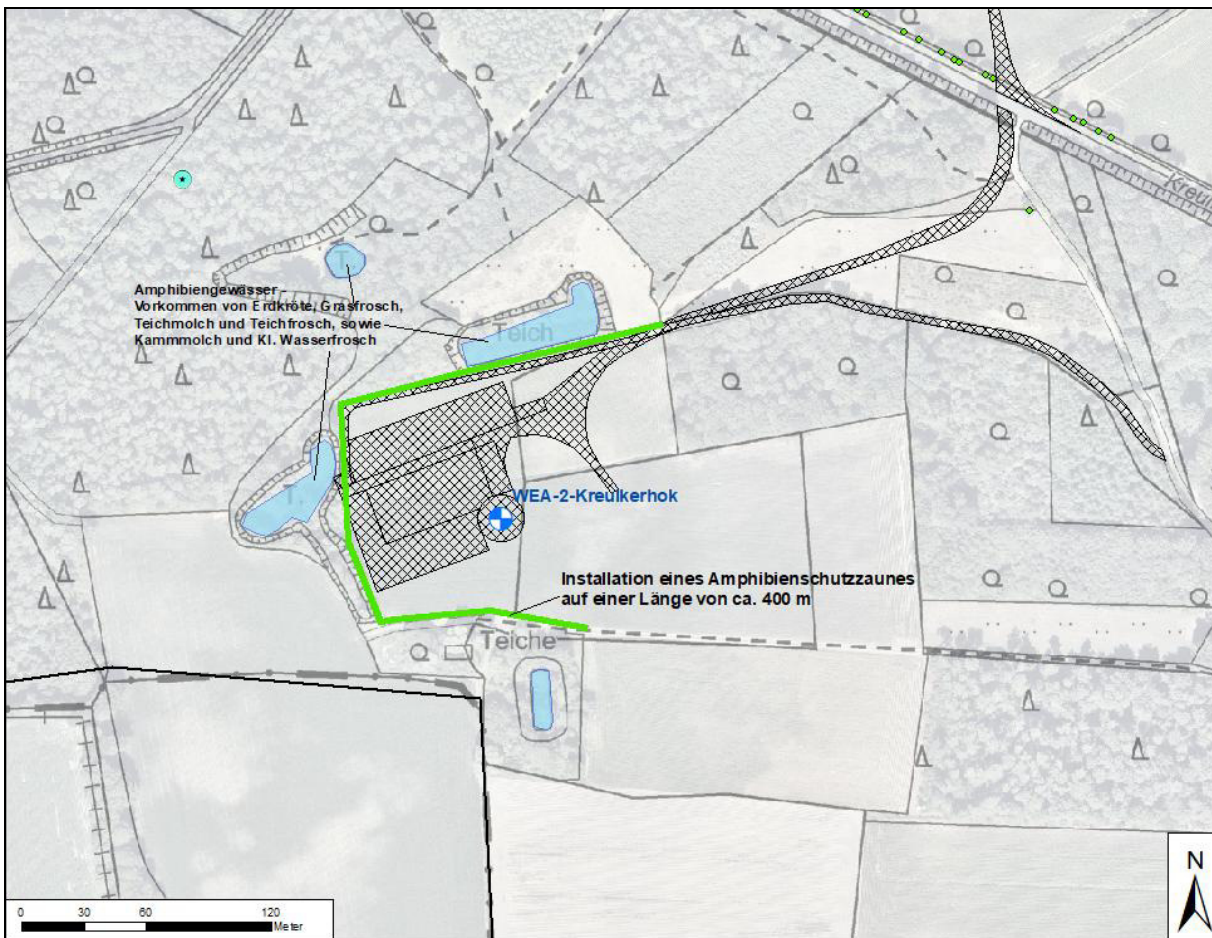 Kreul
T.
Amphibiengewässer -
Vorkommen von Erdkröte, Grasfrosch,
Teichmolch und Teichfrosch, sowie
Kammmolch und Kl. Wasserfrosch
Teich
T.
WEA-2-Kreulkerhok
Installation eines Amphibienschutzzaunes
auf einer Länge von ca. 400 m
Teiche
N
0 30 60 120
Meter